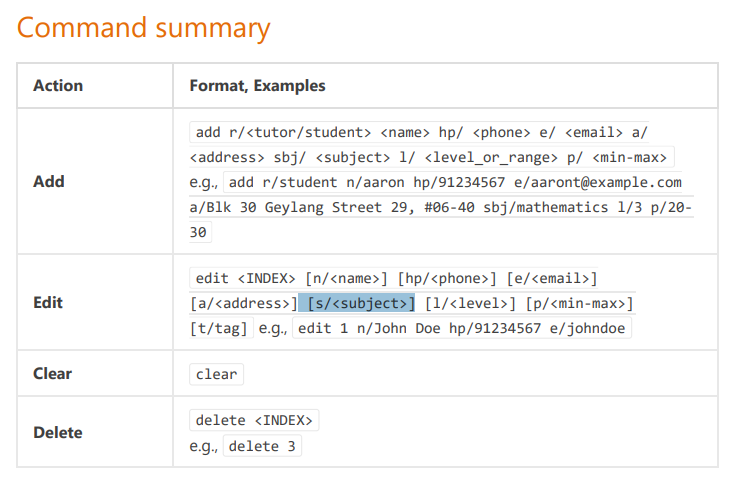 Command summary
Action Format, Examples
add r/<tutor/student> <name> hp/ <phone> e/ <email> a/
<address> sbj/ <subject> l/ <level_or_range> p/ <min-max>
Add e.g., add r/student n/aaron hp/91234567 e/aaront@example.com
a/Blk 30 Geylang Street 29, #06-40 sbj/mathematics l/3 p/20-
30
edit <INDEX> [n/<name>] [hp/<phone>] [e/<email>]
Edit [a/<address>] [s/<subject>] [l/<level>] [p/<min-max>]
[t/tag] e.g., edit 1 n/John Doe hp/91234567 e/johndoe
Clear clear
delete <INDEX>
Delete
e.g., delete 3